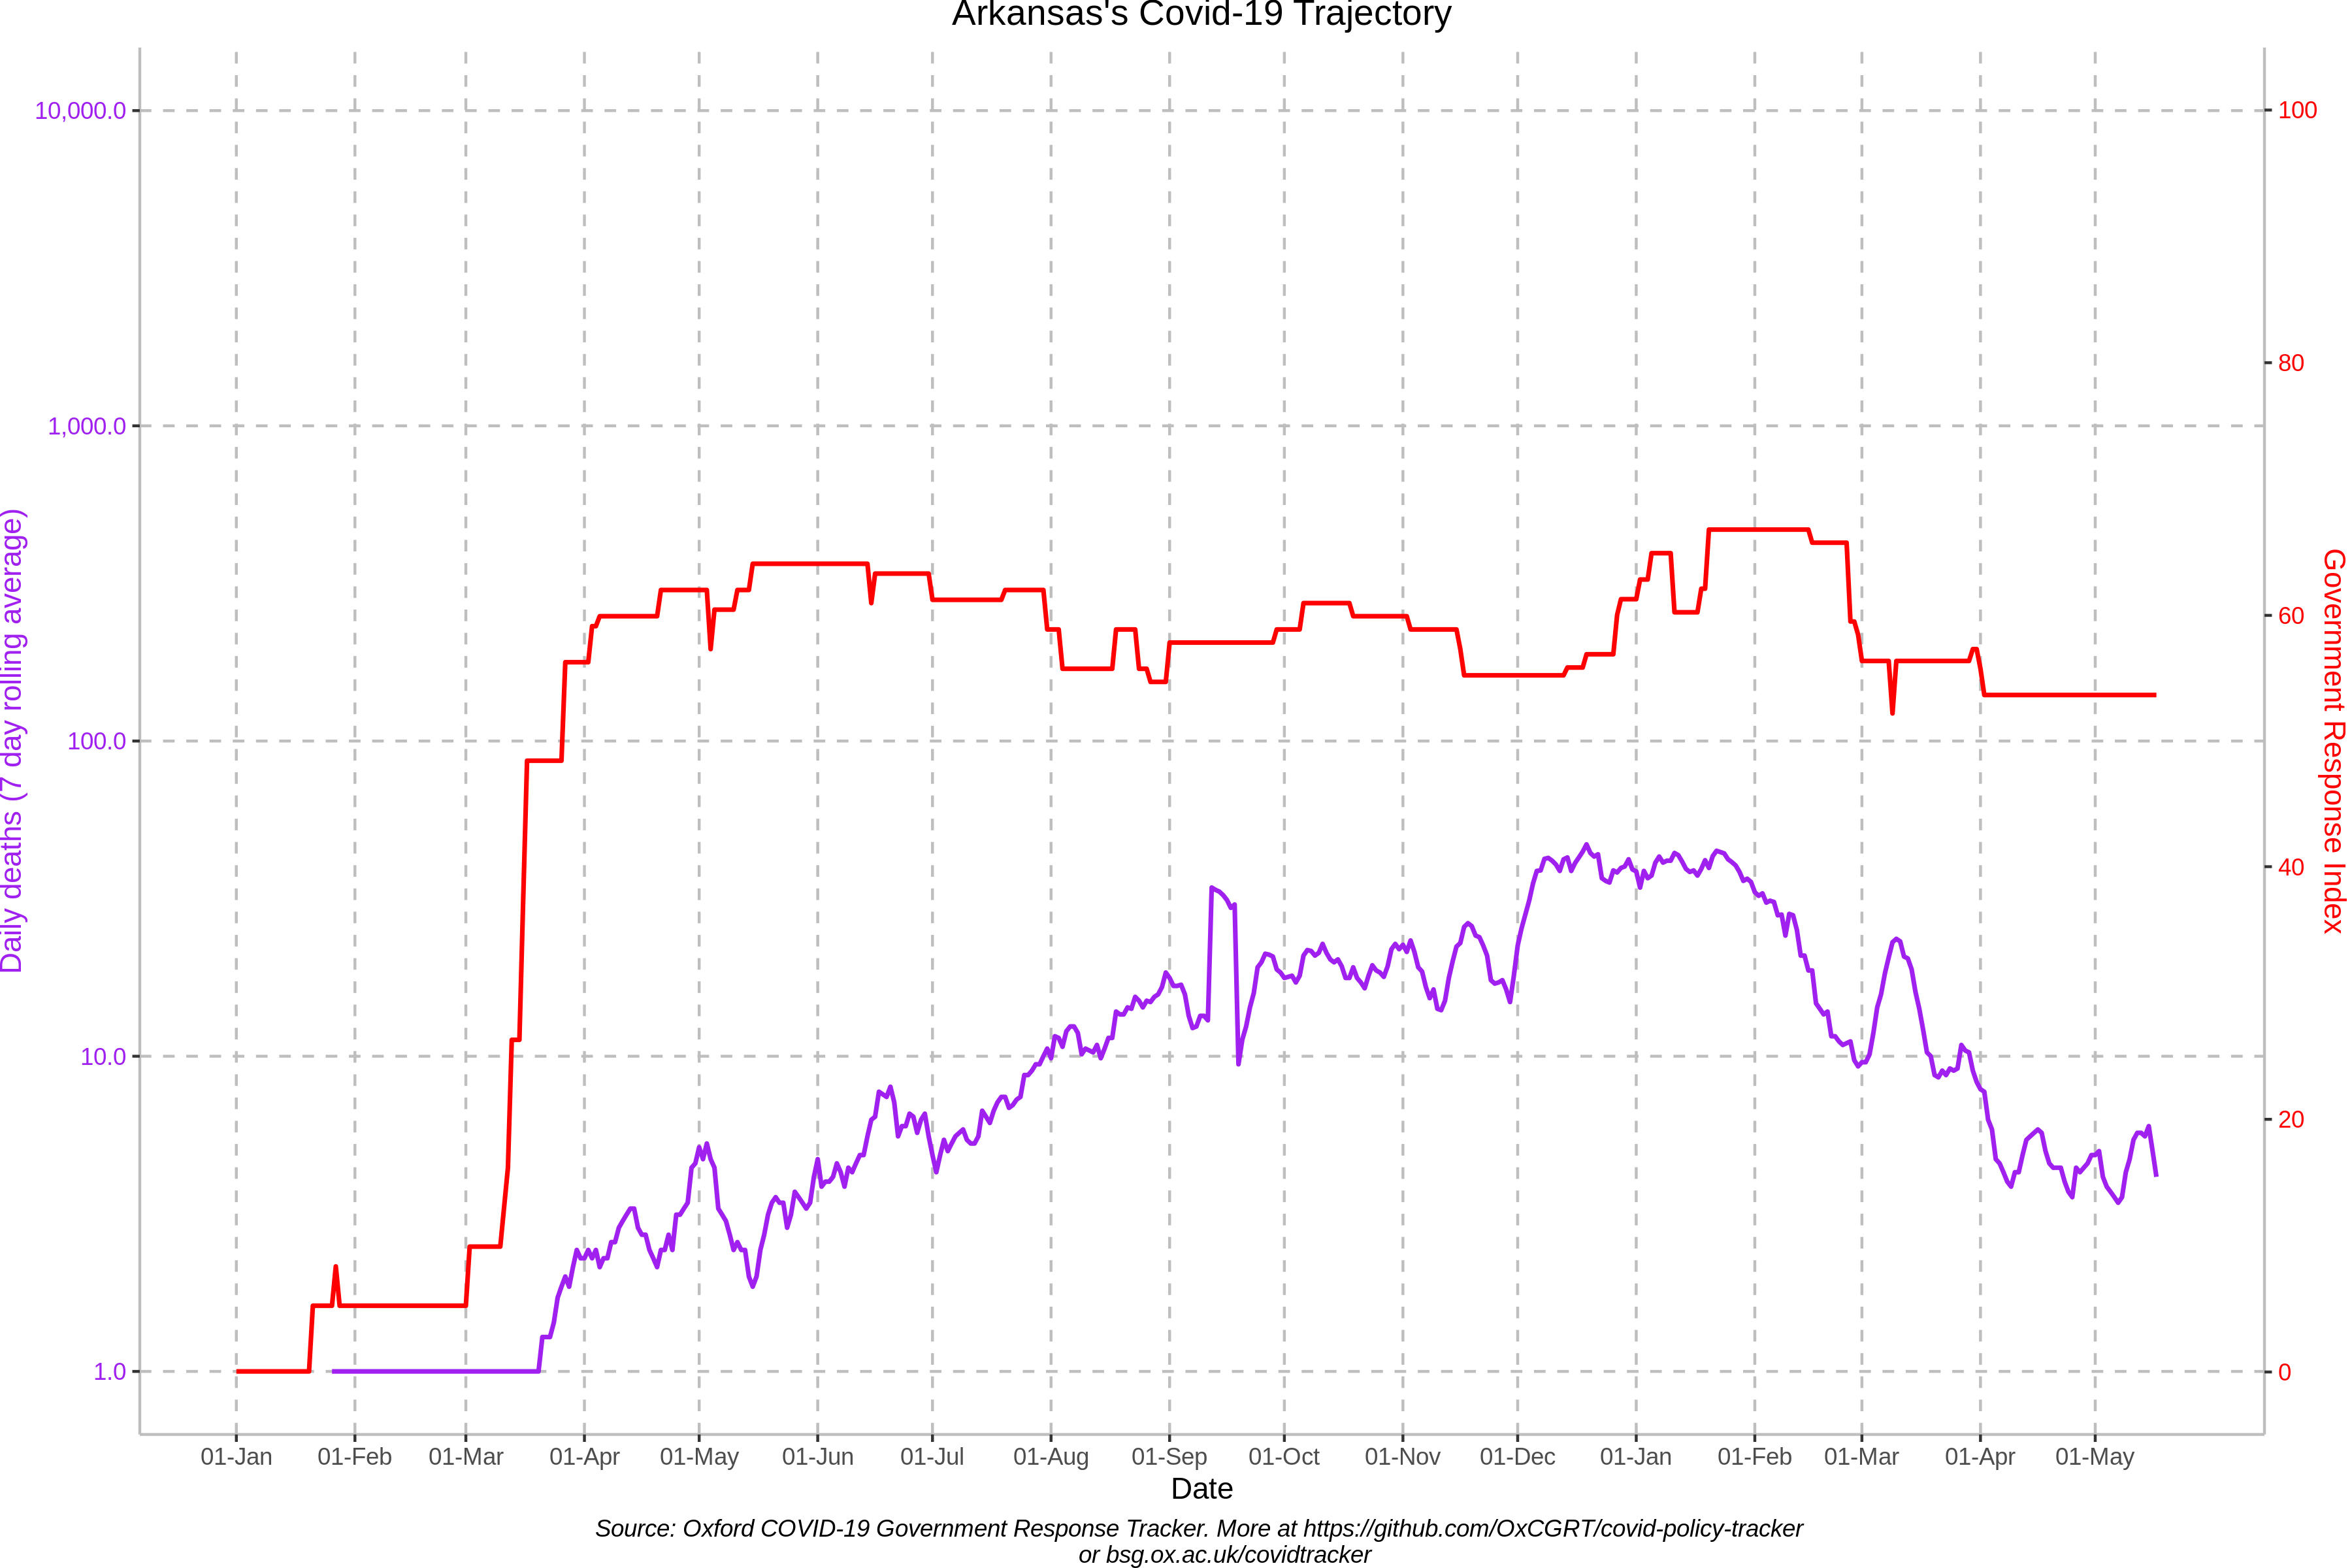 Arkansas's Covid-19 Trajectory
10,000.0
1,000.0
100.0
10.0
1.0
Daily deaths (7 day rolling average)
100
80
60
40
20
0
Government Response Index
01-Jan 01-Feb 01-Mar 01-Apr 01-May 01-Jun 01-Jul 01-Aug 01-Sep 01-Oct 01-Nov 01-Dec 01-Jan 01-Feb 01-Mar 01-Apr 01-May
Date
Source: Oxford COVID-19 Government Response Tracker. More at https://github.com/OxCGRT/covid-policy-tracker
or bsg.ox.ac.uk/covidtracker